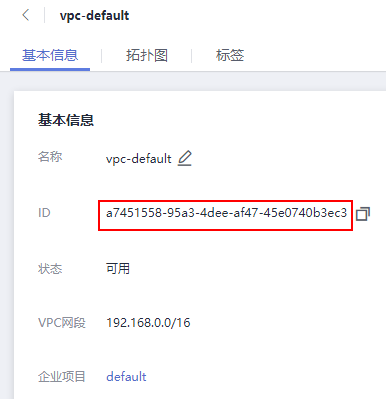 vpc-default
基本信息 拓扑图 标签
基本信息
名称 vpc-default
ID a7451558-95a3-4dee-af47-45e0740b3ec3
状态 可用
VPC网段 192.168.0.0/16
企业项目 default